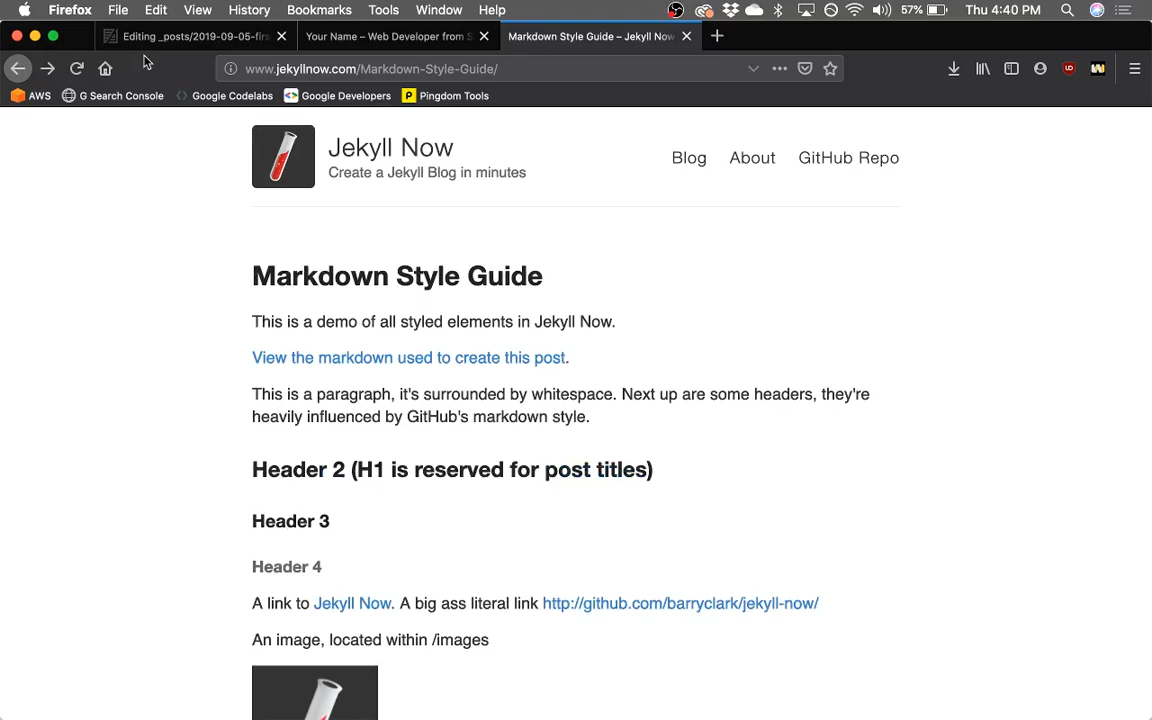 Firefox File Edit View History Bookmarks Tools Window Help 57% Thu 4:40 PM
Editing _posts/2019-09-05-firs Your Name – Web Developer from S Markdown Style Guide – Jekyll Now
www.jekyllnow.com/Markdown-Style-Guide/
AWS G Search Console Google Codelabs Google Developers Pingdom Tools
Jekyll Now
Create a Jekyll Blog in minutes
Blog About GitHub Repo
Markdown Style Guide
This is a demo of all styled elements in Jekyll Now.
View the markdown used to create this post.
This is a paragraph, it's surrounded by whitespace. Next up are some headers, they're
heavily influenced by GitHub's markdown style.
Header 2 (H1 is reserved for post titles)
Header 3
Header 4
A link to Jekyll Now. A big ass literal link http://github.com/barryclark/jekyll-now/
An image, located within /images